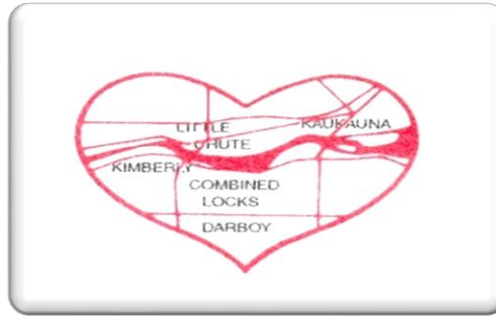 LITTLE
CHUTE
KAUKAUNA
KIMBERLY
COMBINED
LOCKS
DARBOY